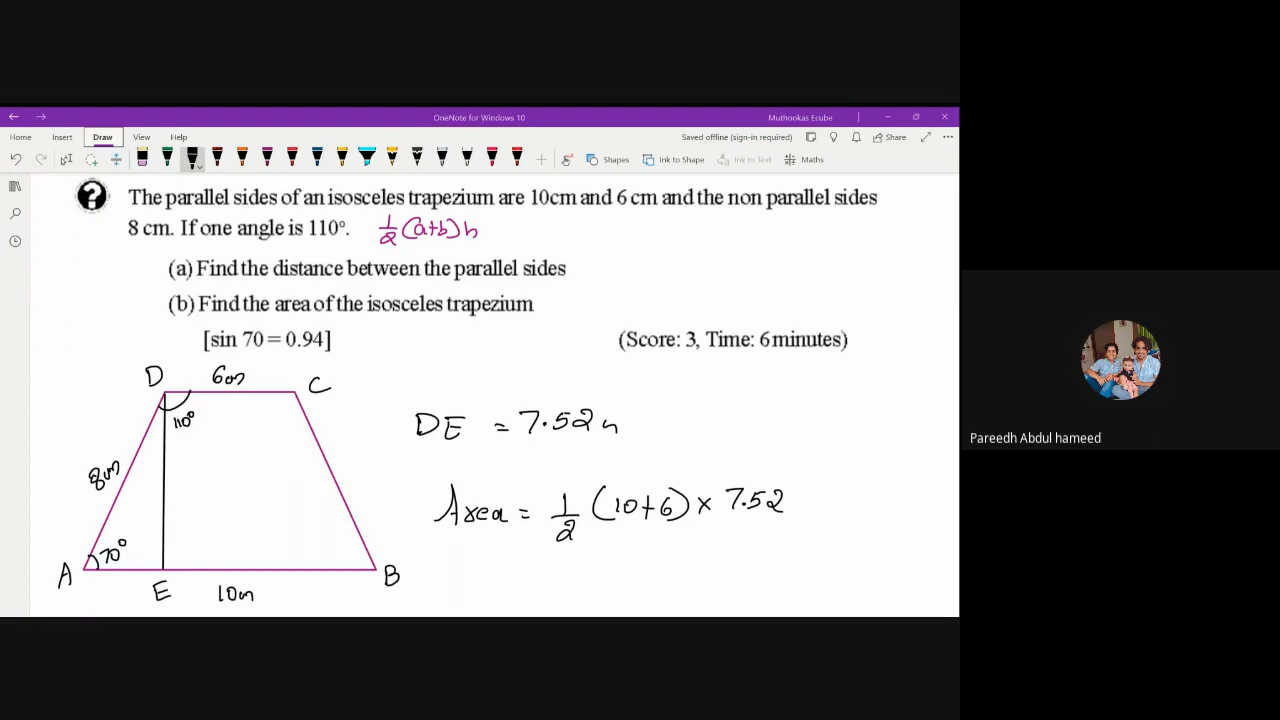 OneNote for Windows 10
Muthookas Ecube
Home Insert Draw View Help
Saved offline (sign-in required)
Share
Shapes
Ink to Shape
Ink to Text
Maths
? The parallel sides of an isosceles trapezium are 10cm and 6 cm and the non parallel sides
8 cm. If one angle is 110°. 1/2 (a+b) h
(a) Find the distance between the parallel sides
(b) Find the area of the isosceles trapezium
[sin 70 = 0.94] (Score: 3, Time: 6 minutes)
D 6cm C
110°
DE = 7.52
8cm
Area = 1/2 (10+6) × 7.52
70°
A E 10cm B
Pareedh Abdul hameed